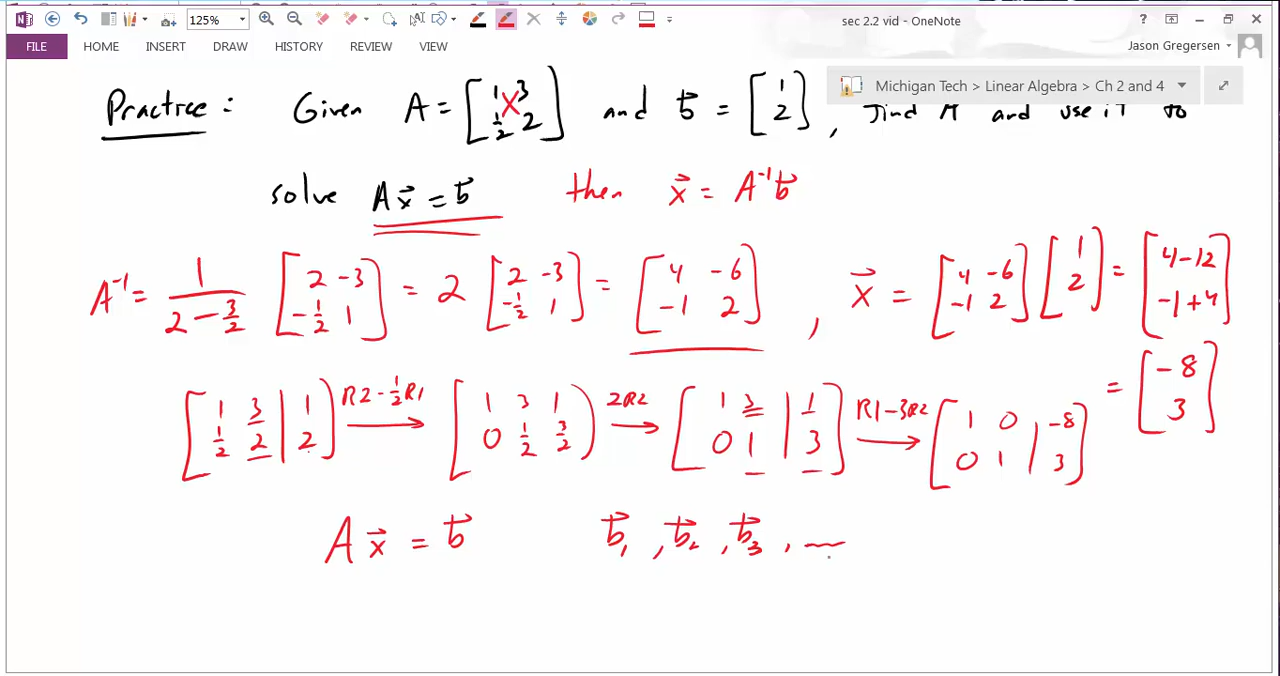 125%
sec 2.2 vid - OneNote
FILE HOME INSERT DRAW HISTORY REVIEW VIEW
Jason Gregersen
Michigan Tech > Linear Algebra > Ch 2 and 4
Practice: Given A = [1 3; 1/2 2] and b⃗ = [1; 2], find and use it to
solve Ax⃗ = b⃗ then x⃗ = A⁻¹b⃗
A⁻¹ = 1/(2 - 3/2) [2 -3; -1/2 1] = 2 [2 -3; -1/2 1] = [4 -6; -1 2], x⃗ = [4 -6; -1 2] [1; 2] = [4-12; -1+4]
= [-8; 3]
[1 3 | 1; 1/2 2 | 2] R2-1/2R1 → [1 3 1; 0 1/2 3/2] 2R2 → [1 3 | 1; 0 1 | 3] R1-3R2 → [1 0 | -8; 0 1 | 3]
Ax⃗ = b⃗ b⃗₁, b⃗₂, b⃗₃, ...